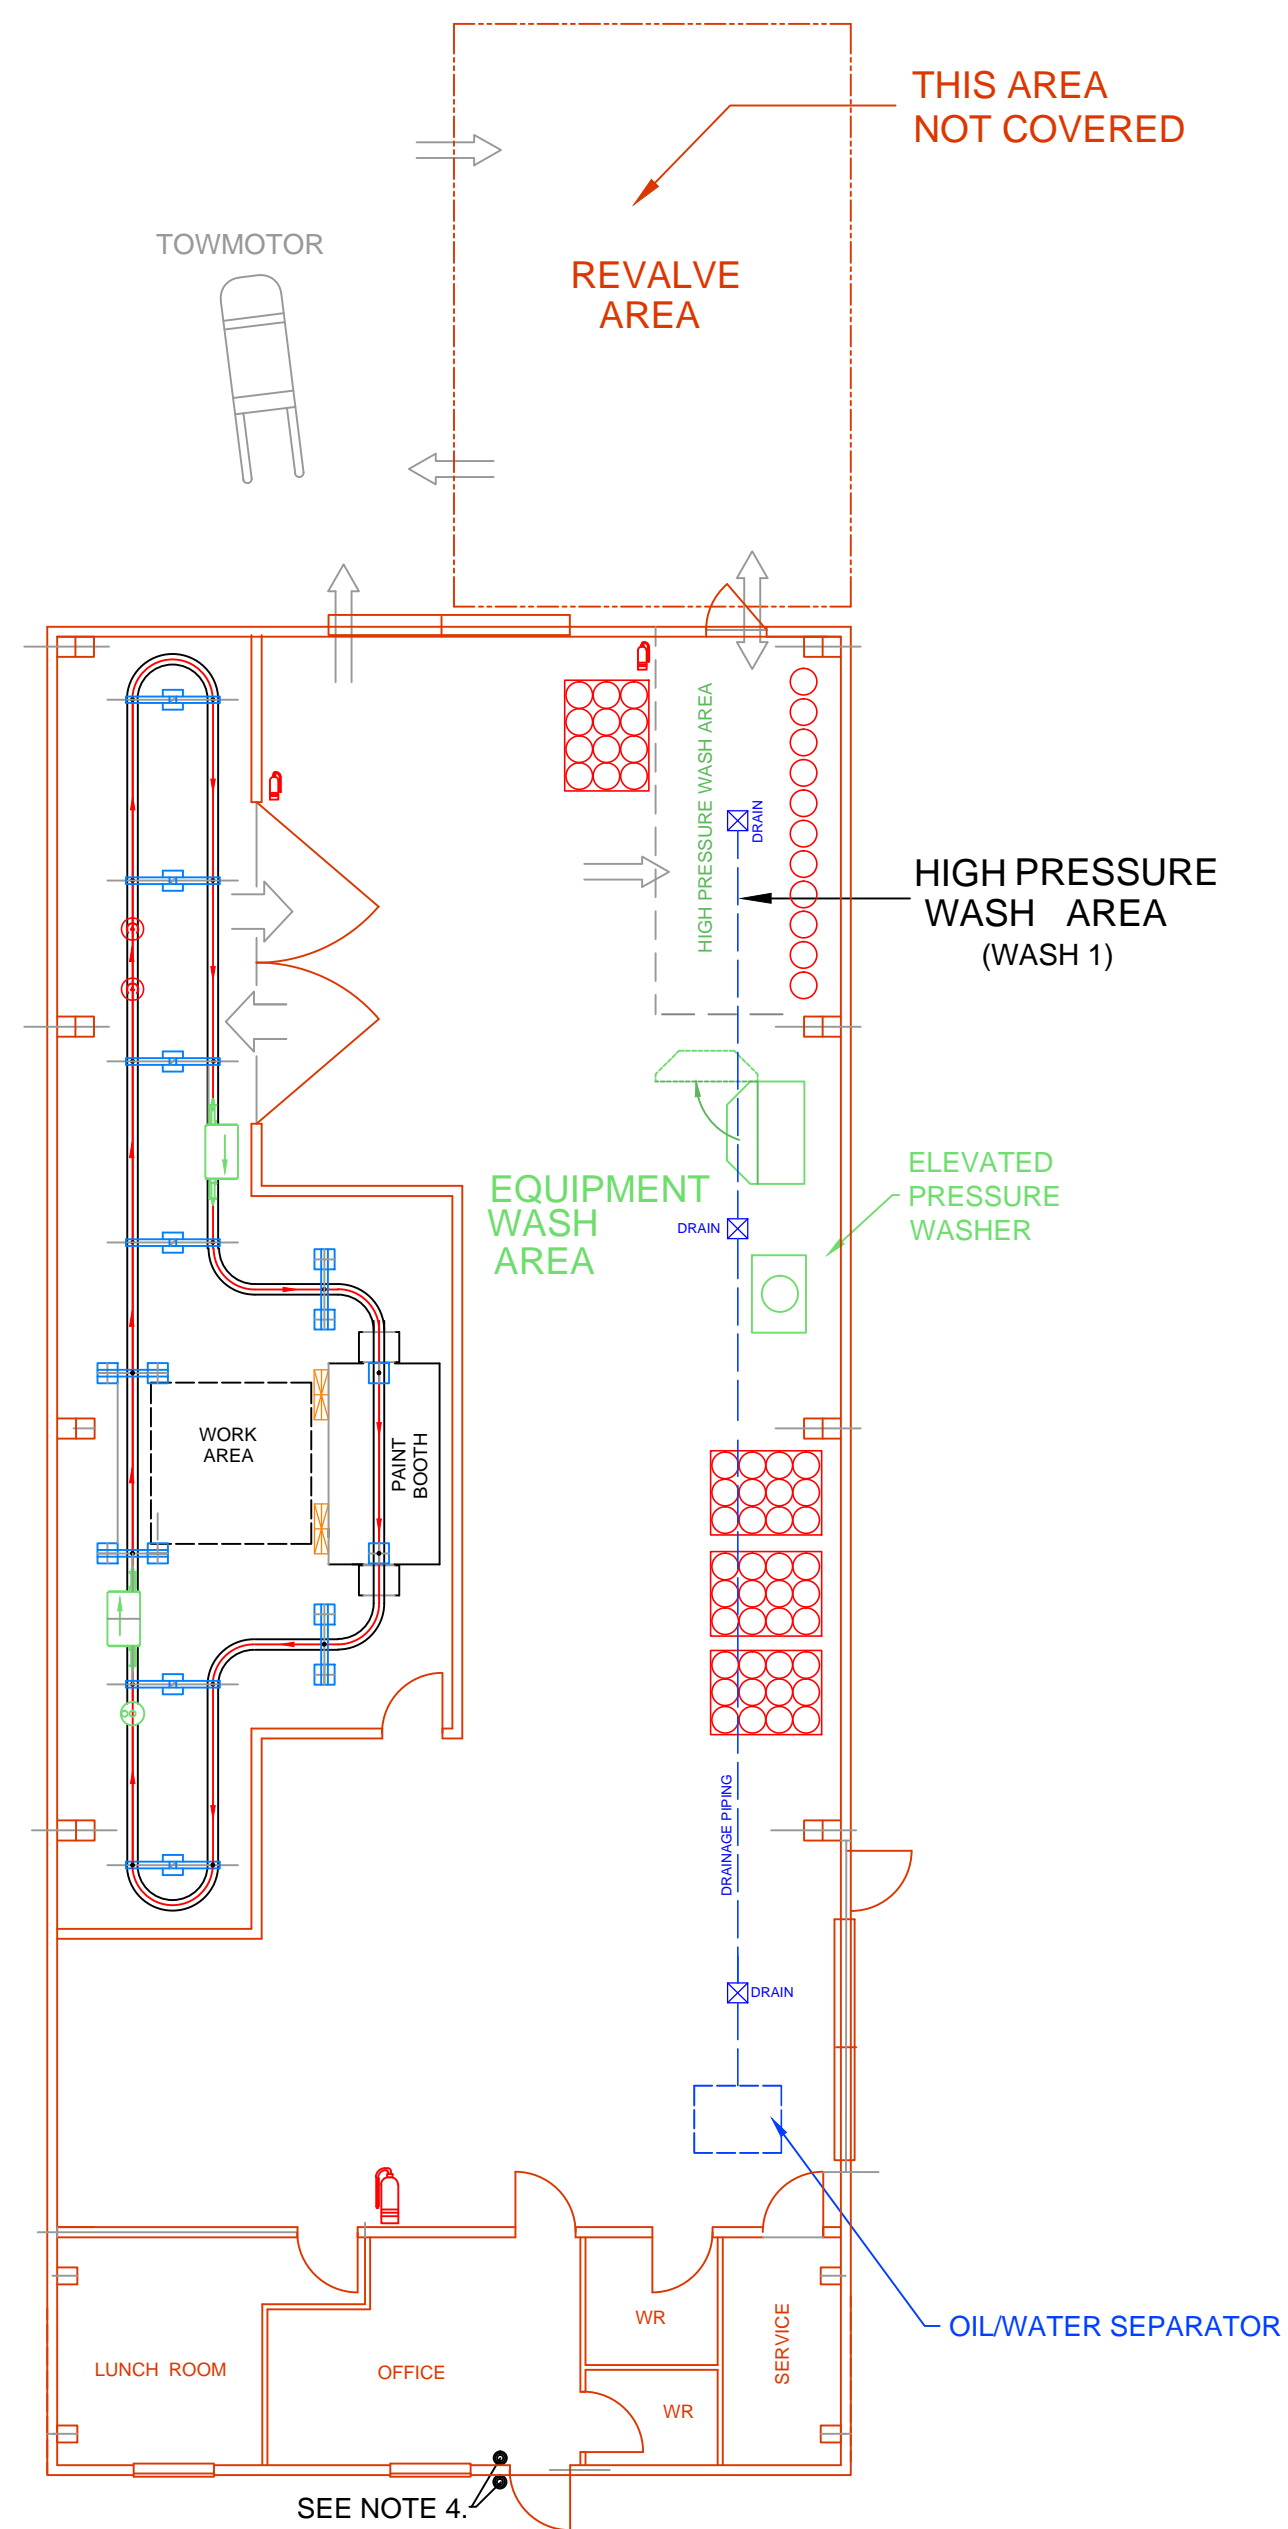 THIS AREA
NOT COVERED
TOWMOTOR
REVALVE
AREA
HIGH PRESSURE WASH AREA
DRAIN
HIGH PRESSURE
WASH AREA
(WASH 1)
EQUIPMENT
WASH
AREA
DRAIN
ELEVATED
PRESSURE
WASHER
WORK
AREA
PAINT
BOOTH
DRAINAGE PIPING
DRAIN
OIL/WATER SEPARATOR
LUNCH ROOM
OFFICE
WR
WR
SERVICE
SEE NOTE 4.